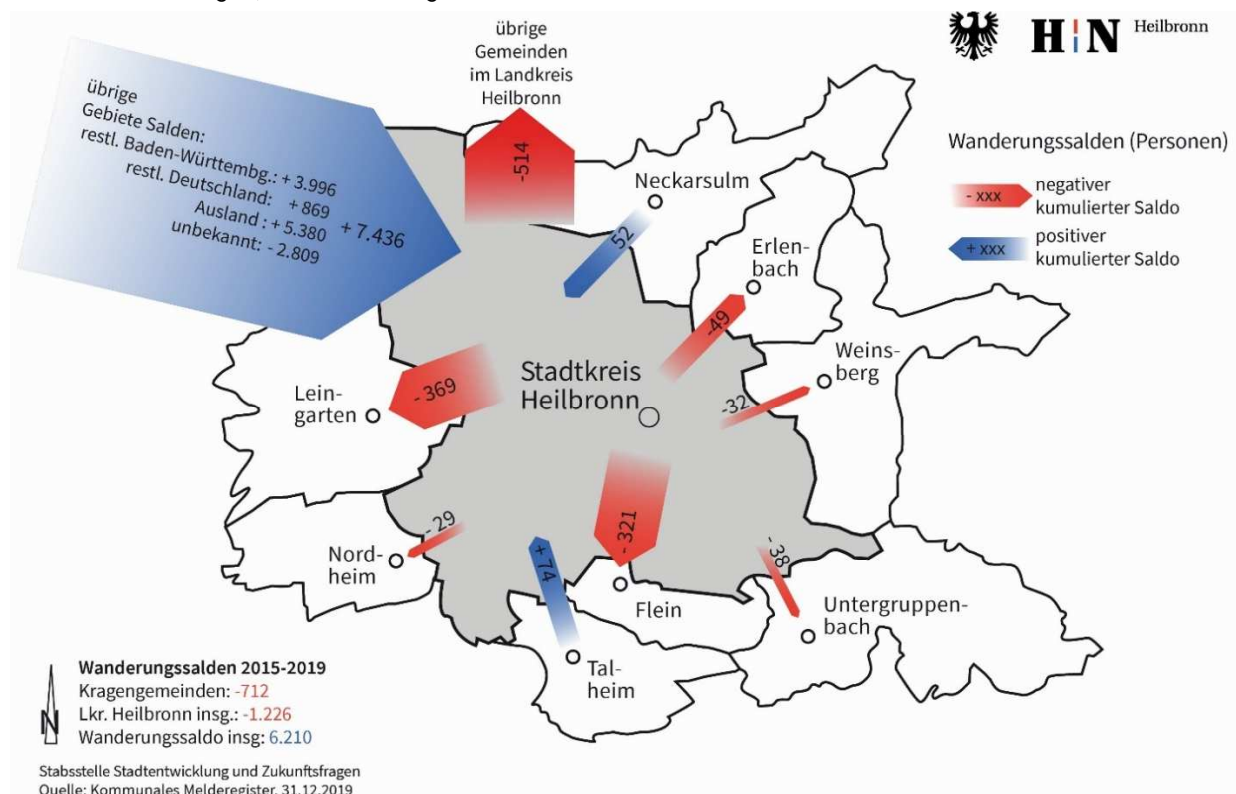 übrige
Gemeinden
im Landkreis
Heilbronn
H N Heilbronn
übrige
Gebiete Salden:
restl. Baden-Württembg.: + 3.996
restl. Deutschland: + 869
Ausland : + 5.380
unbekannt: - 2.809
+ 7.436
-514
Wanderungssalden (Personen)
- xxx
negativer
kumulierter Saldo
+ xxx
positiver
kumulierter Saldo
Neckarsulm
52
Erlen-
bach
-49
Weins-
berg
-32
Stadtkreis
Heilbronn
Lein-
garten
- 369
- 29
Nord-
heim
+ 74
Tal-
heim
- 321
Flein
- 38
Untergruppen-
bach
N
Wanderungssalden 2015-2019
Kragengemeinden: -712
Lkr. Heilbronn insg.: -1.226
Wanderungssaldo insg: 6.210
Stabsstelle Stadtentwicklung und Zukunftsfragen
Quelle: Kommunales Melderegister, 31.12.2019